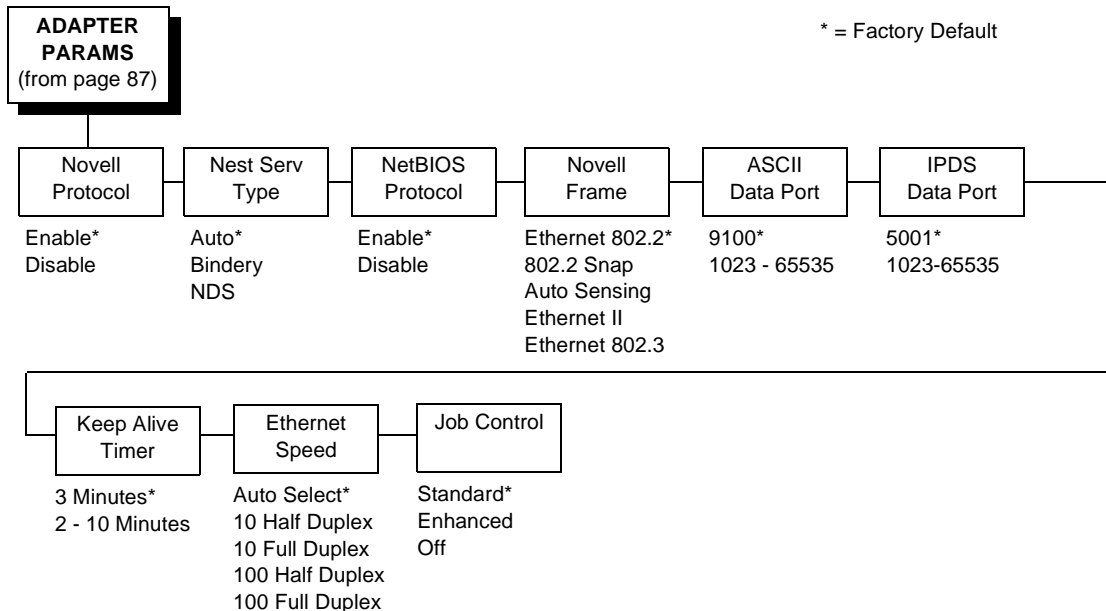 ADAPTER
PARAMS
(from page 87)
* = Factory Default
Novell
Protocol
Enable*
Disable
Nest Serv
Type
Auto*
Bindery
NDS
NetBIOS
Protocol
Enable*
Disable
Novell
Frame
Ethernet 802.2*
802.2 Snap
Auto Sensing
Ethernet II
Ethernet 802.3
ASCII
Data Port
9100*
1023 - 65535
IPDS
Data Port
5001*
1023-65535
Keep Alive
Timer
3 Minutes*
2 - 10 Minutes
Ethernet
Speed
Auto Select*
10 Half Duplex
10 Full Duplex
100 Half Duplex
100 Full Duplex
Job Control
Standard*
Enhanced
Off